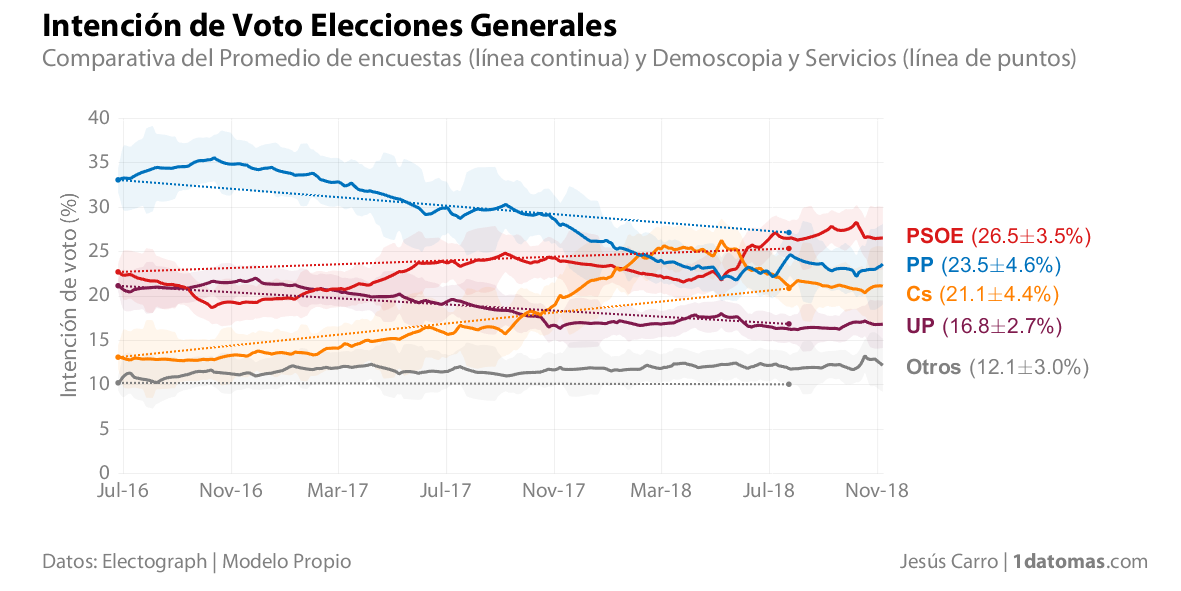 Intención de Voto Elecciones Generales
Comparativa del Promedio de encuestas (línea continua) y Demoscopia y Servicios (línea de puntos)
Intención de voto (%)
40
35
30
25
20
15
10
5
0
Jul-16 Nov-16 Mar-17 Jul-17 Nov-17 Mar-18 Jul-18 Nov-18
PSOE (26.5±3.5%)
PP (23.5±4.6%)
Cs (21.1±4.4%)
UP (16.8±2.7%)
Otros (12.1±3.0%)
Datos: Electograph | Modelo Propio
Jesús Carro | 1datomas.com